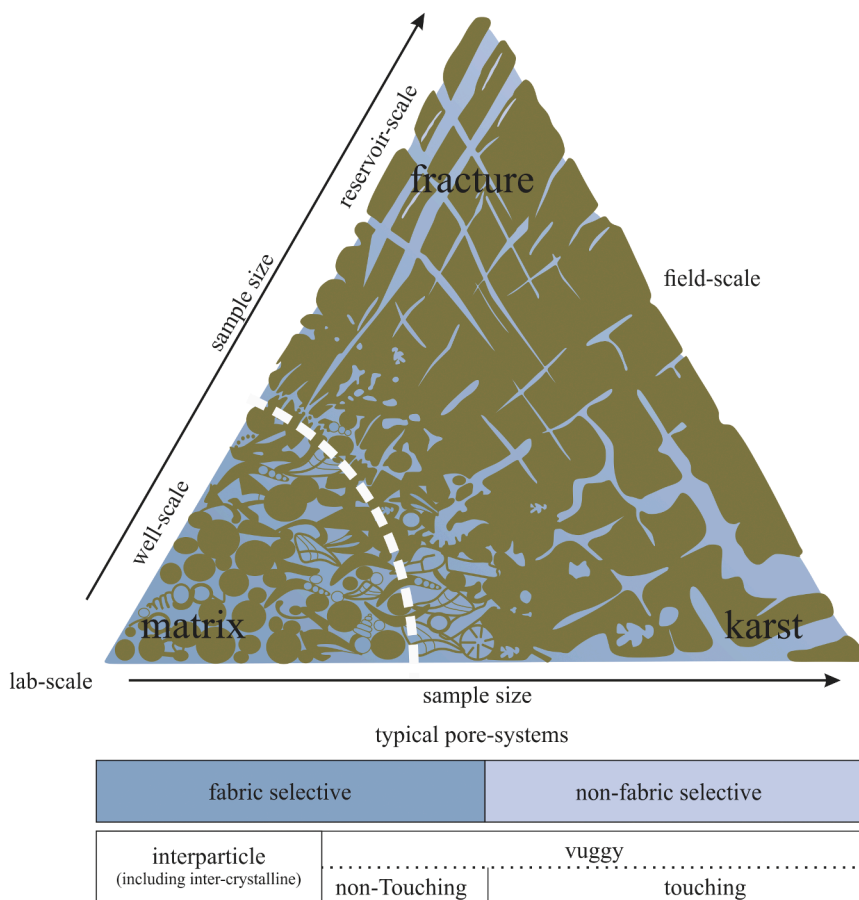 reservoir-scale
fracture
field-scale
sample size
well-scale
matrix
karst
lab-scale
sample size
typical pore-systems
fabric selective
non-fabric selective
interparticle
(including inter-crystalline)
vuggy
non-Touching
touching